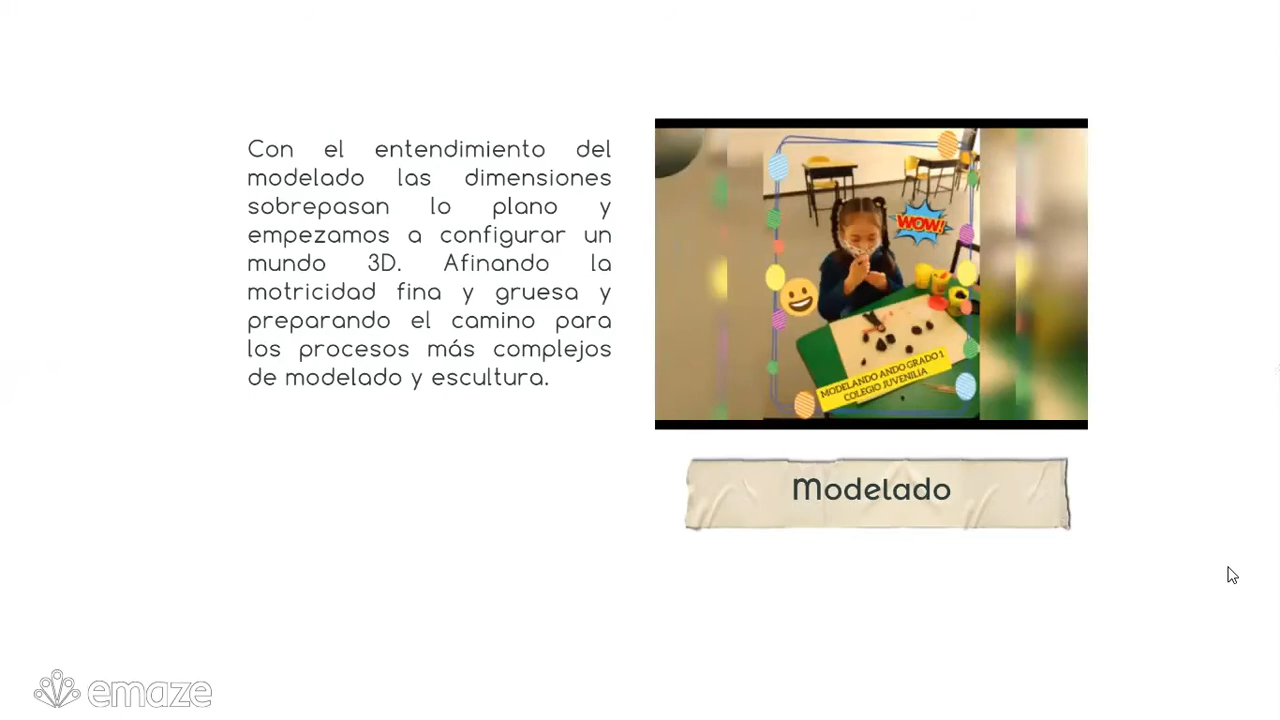 Con el entendimiento del
modelado las dimensiones
sobrepasan lo plano y
empezamos a configurar un
mundo 3D. Afinando la
motricidad fina y gruesa y
preparando el camino para
los procesos más complejos
de modelado y escultura.
WOW!
MODELANDO ANDO GRADO 1
COLEGIO JUVENILIA
Modelado
emaze